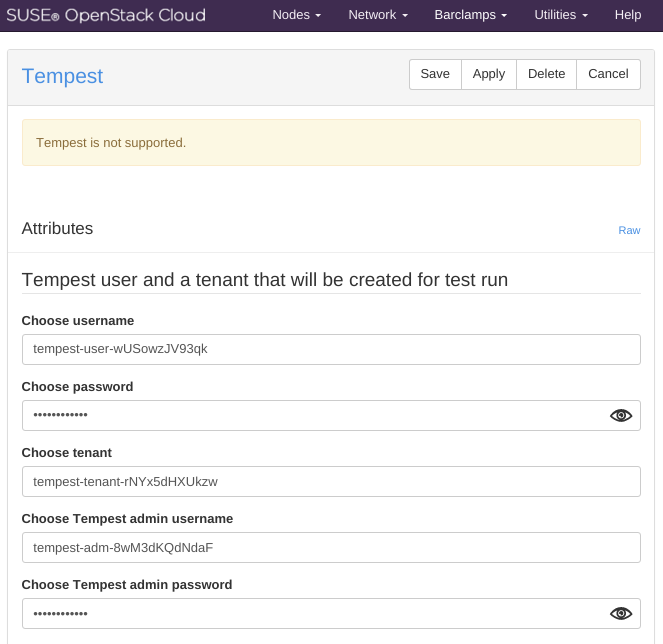 SUSE® OpenStack Cloud Nodes Network Barclamps Utilities Help
Tempest Save Apply Delete Cancel
Tempest is not supported.
Attributes Raw
Tempest user and a tenant that will be created for test run
Choose username
tempest-user-wUSowzJV93qk
Choose password
••••••••••••
Choose tenant
tempest-tenant-rNYx5dHXUkzw
Choose Tempest admin username
tempest-adm-8wM3dKQdNdaF
Choose Tempest admin password
••••••••••••